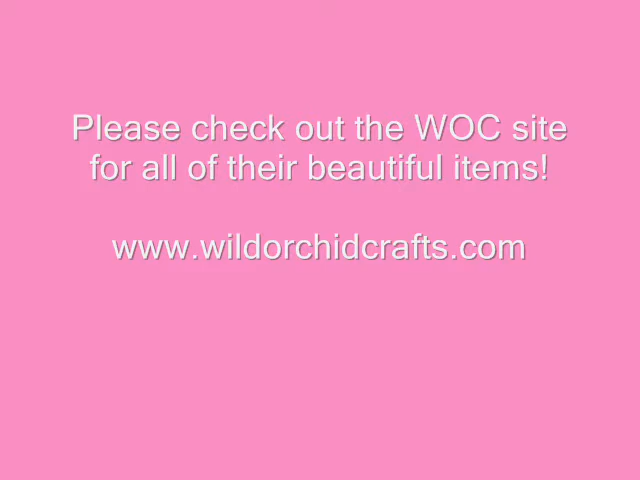 Please check out the WOC site
for all of their beautiful items!
www.wildorchidcrafts.com